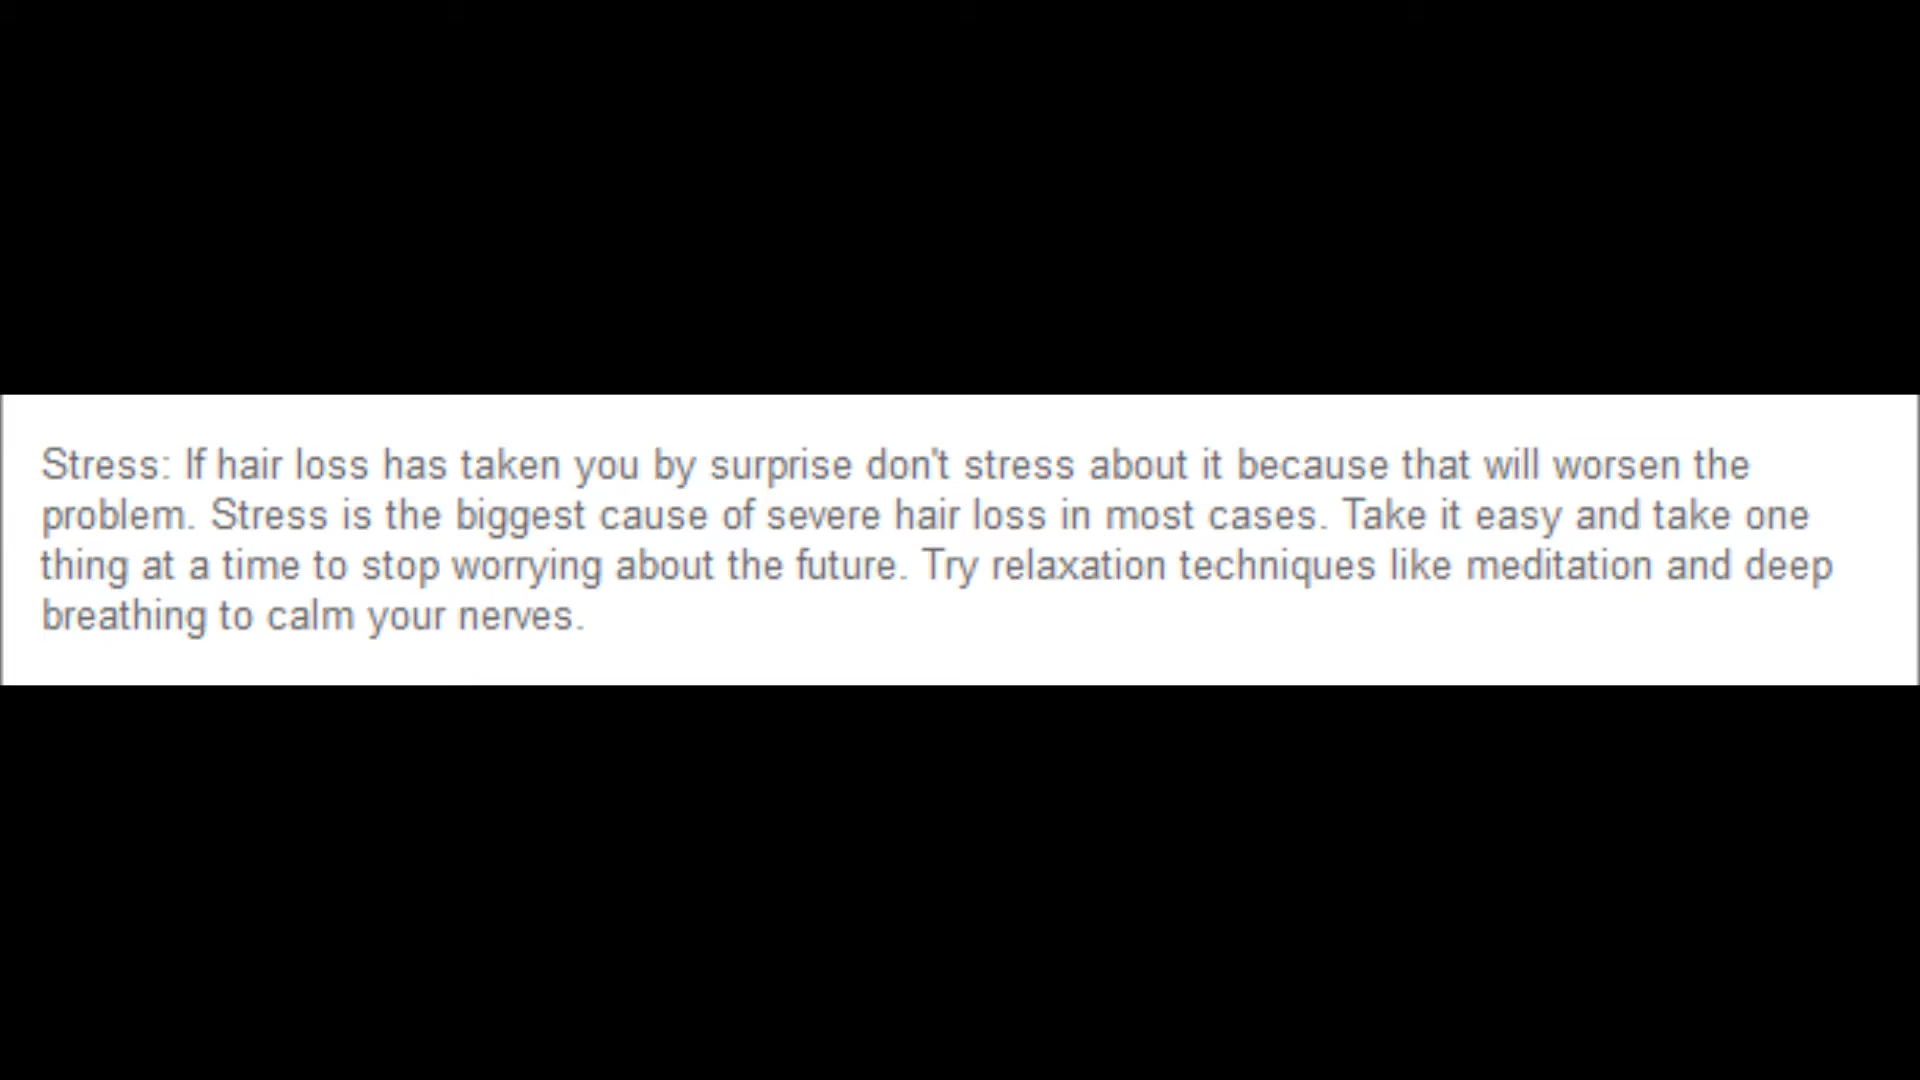 Stress: If hair loss has taken you by surprise don't stress about it because that will worsen the
problem. Stress is the biggest cause of severe hair loss in most cases. Take it easy and take one
thing at a time to stop worrying about the future. Try relaxation techniques like meditation and deep
breathing to calm your nerves.